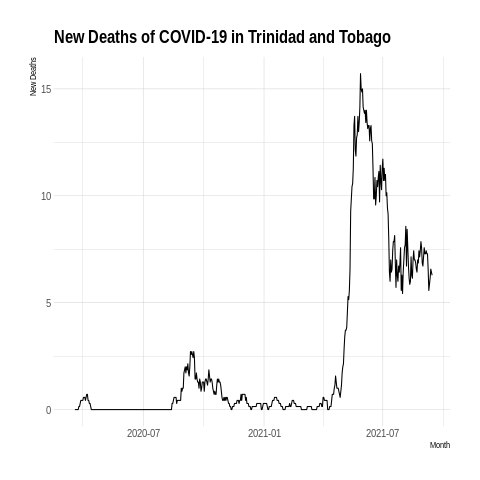 New Deaths of COVID-19 in Trinidad and Tobago
New Deaths
15
10
5
0
2020-07
2021-01
2021-07
Month